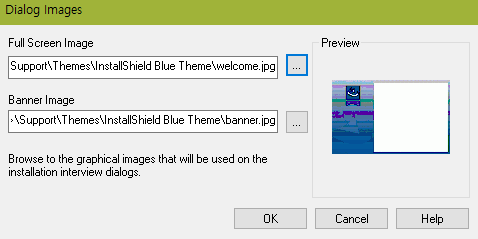 Dialog Images
Full Screen Image
Preview
Support\Themes\InstallShield Blue Theme\welcome.jpg
...
Banner Image
\Support\Themes\InstallShield Blue Theme\banner.jpg
...
Browse to the graphical images that will be used on the
installation interview dialogs.
OK
Cancel
Help